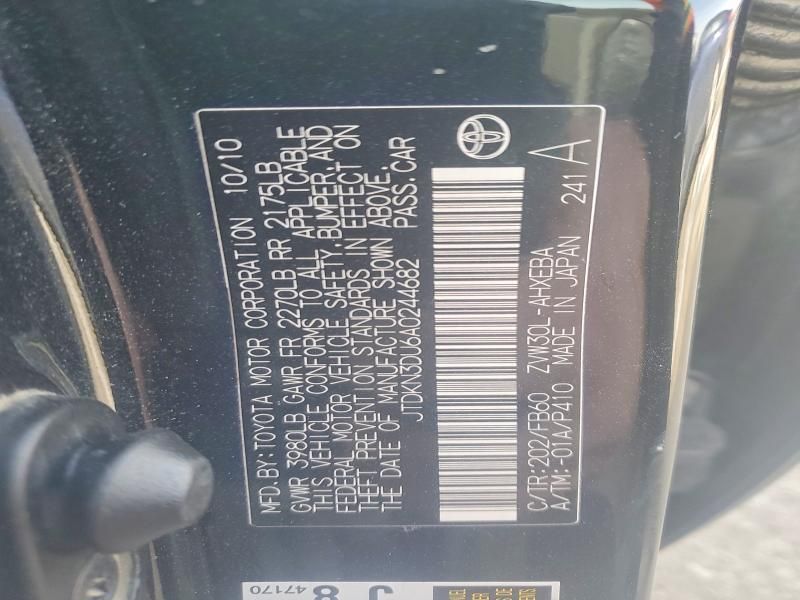 MFD.BY:TOYOTA MOTOR CORPORATION 10/10
GVWR 3980LB GAWR FR 2270LB RR 2175LB
THIS VEHICLE CONFORMS TO ALL APPLICABLE
FEDERAL MOTOR VEHICLE SAFETY,BUMPER,AND
THEFT PREVENTION STANDARDS IN EFFECT ON
THE DATE OF MANUFACTURE SHOWN ABOVE.
JTDKN3DU6A0244682 PASS.CAR
C/TR:202/FB60 ZVW30L-AHXEBA
A/TM:-01A/P410 MADE IN JAPAN 241 A
47170